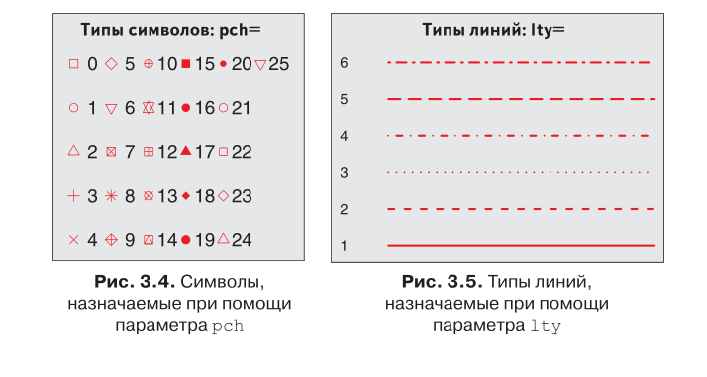 Типы символов: pch=
0 5 10 15 20 25
1 6 11 16 21
2 7 12 17 22
3 8 13 18 23
4 9 14 19 24
Рис. 3.4. Символы,
назначаемые при помощи
параметра pch
Типы линий: lty=
6
5
4
3
2
1
Рис. 3.5. Типы линий,
назначаемые при помощи
параметра lty